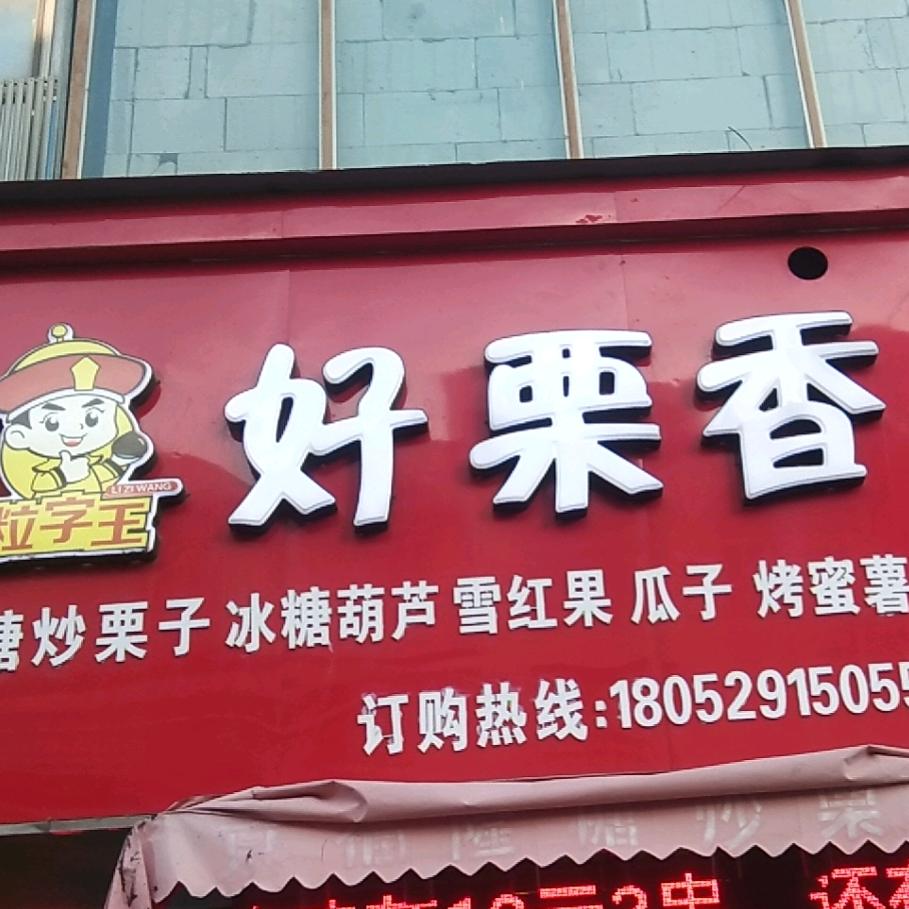 好栗香
LI ZI WANG
粒字王
糖炒栗子 冰糖葫芦 雪红果 瓜子 烤蜜薯
订购热线:18052915055